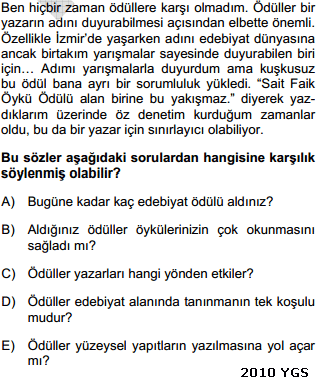 Ben hiçbir zaman ödüllere karşı olmadım. Ödüller bir
yazarın adını duyurabilmesi açısından elbette önemli.
Özellikle İzmir’de yaşarken adını edebiyat dünyasına
ancak birtakım yarışmalar sayesinde duyurabilen biri
için… Adımı yarışmalarla duyurdum ama kuşkusuz
bu ödül bana ayrı bir sorumluluk yükledi. “Sait Faik
Öykü Ödülü alan birine bu yakışmaz.” diyerek yaz-
dıklarım üzerinde öz denetim kurduğum zamanlar
oldu, bu da bir yazar için sınırlayıcı olabiliyor.
Bu sözler aşağıdaki sorulardan hangisine karşılık
söylenmiş olabilir?
A) Bugüne kadar kaç edebiyat ödülü aldınız?
B) Aldığınız ödüller öykülerinizin çok okunmasını
sağladı mı?
C) Ödüller yazarları hangi yönden etkiler?
D) Ödüller edebiyat alanında tanınmanın tek koşulu
mudur?
E) Ödüller yüzeysel yapıtların yazılmasına yol açar
mı?
2010 YGS